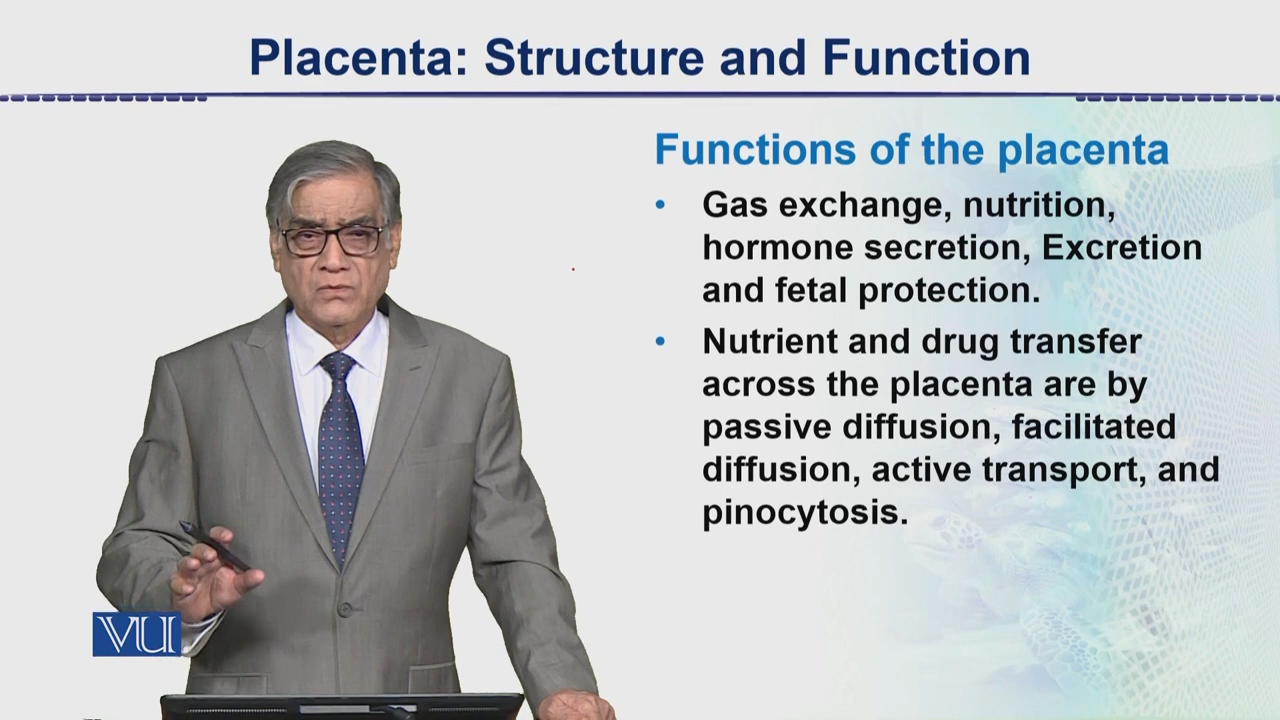 Placenta: Structure and Function
Functions of the placenta
• Gas exchange, nutrition,
hormone secretion, Excretion
and fetal protection.
• Nutrient and drug transfer
across the placenta are by
passive diffusion, facilitated
diffusion, active transport, and
pinocytosis.
VU